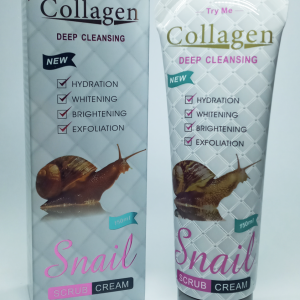 Collagen
DEEP CLEANSING
NEW
HYDRATION
WHITENING
BRIGHTENING
EXFOLIATION
Snail
SCRUB CREAM
Try Me
Collagen
DEEP CLEANSING
NEW
HYDRATION
WHITENING
BRIGHTENING
EXFOLIATION
Snail
SCRUB CREAM